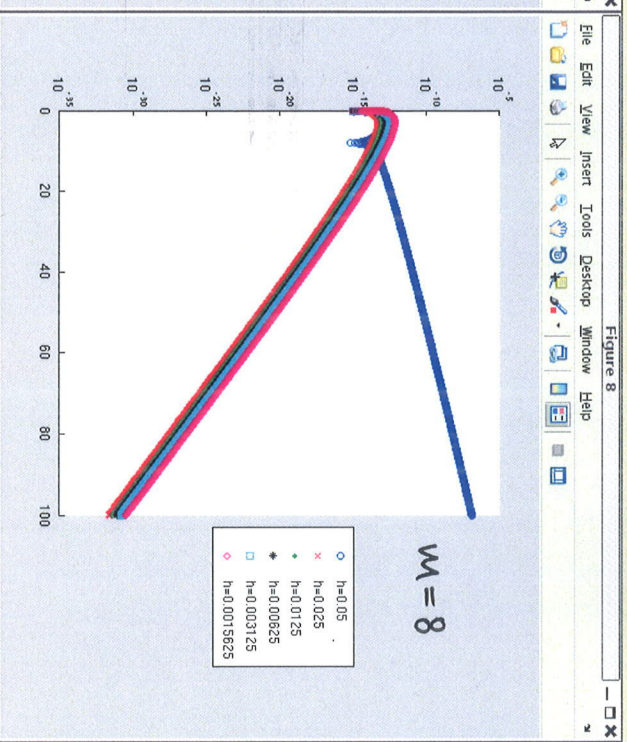 Figure 8
File Edit View Insert Tools Desktop Window Help
m = 8
10^-5
10^-10
10^-15
10^-20
10^-25
10^-30
10^-35
0 20 40 60 80 100
h=0.05
h=0.025
h=0.0125
h=0.00625
h=0.003125
h=0.0015625